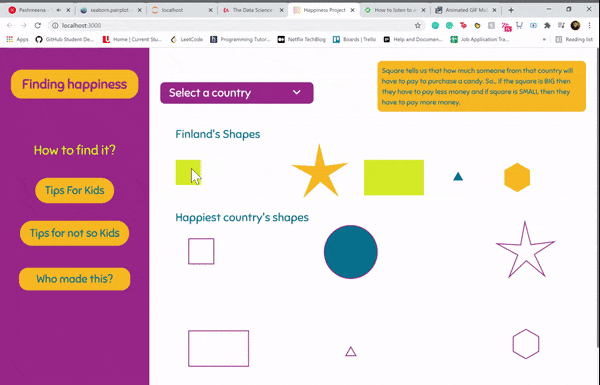 Pashmeena
seaborn.pairplot
localhost
The Data Science
Happiness Project
How to listen to
Animated GIF Ma
localhost:3000
Apps
GitHub Student De...
Home | Current Stu...
LeetCode
Programming Tutor...
Netflix TechBlog
Boards | Trello
Help and Documen...
Job Application Tra...
Reading list
Finding happiness
Select a country
Square tells us that how much someone from that country will
have to pay to purchase a candy. So., if the square is BIG then
they have to pay less money and if square is SMALL then they
have to pay more money.
Finland's Shapes
How to find it?
Tips For Kids
Happiest country's shapes
Tips for not so Kids
Who made this?